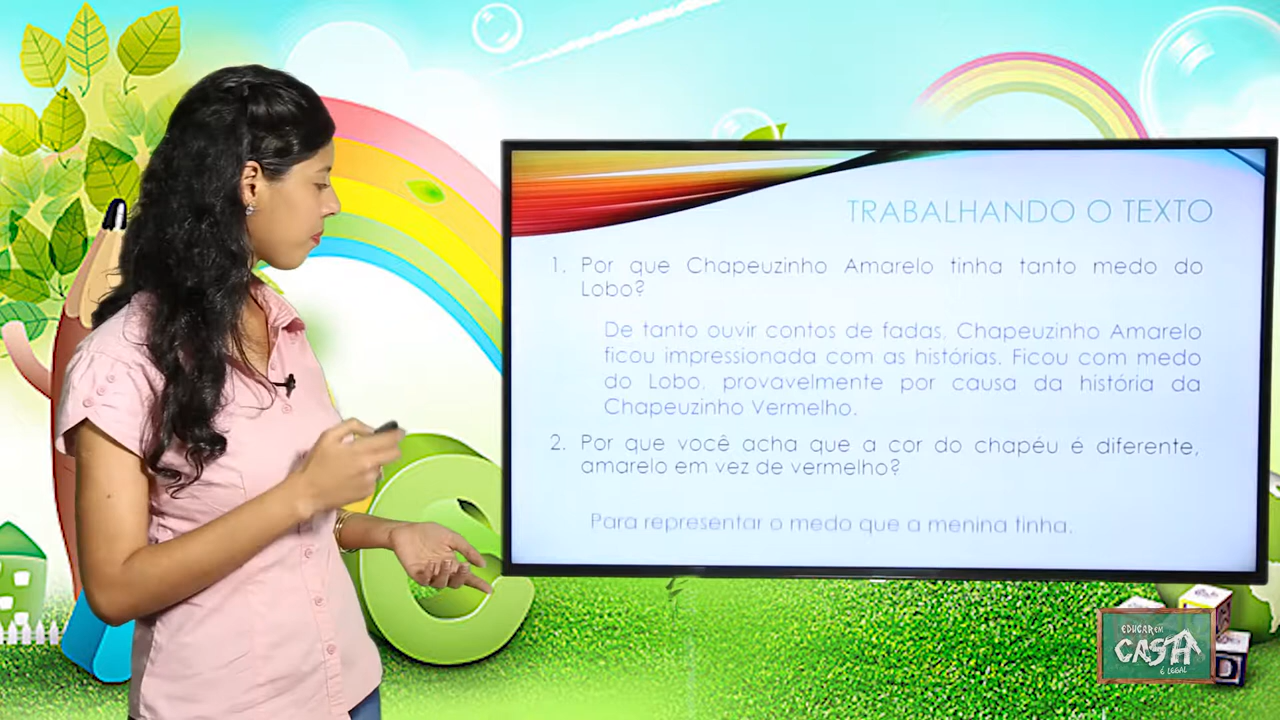 TRABALHANDO O TEXTO
1. Por que Chapeuzinho Amarelo tinha tanto medo do
Lobo?
De tanto ouvir contos de fadas, Chapeuzinho Amarelo
ficou impressionada com as histórias. Ficou com medo
do Lobo, provavelmente por causa da história da
Chapeuzinho Vermelho.
2. Por que você acha que a cor do chapéu é diferente,
amarelo em vez de vermelho?
Para representar o medo que a menina tinha.
EDUCAR EM
CASA
É LEGAL